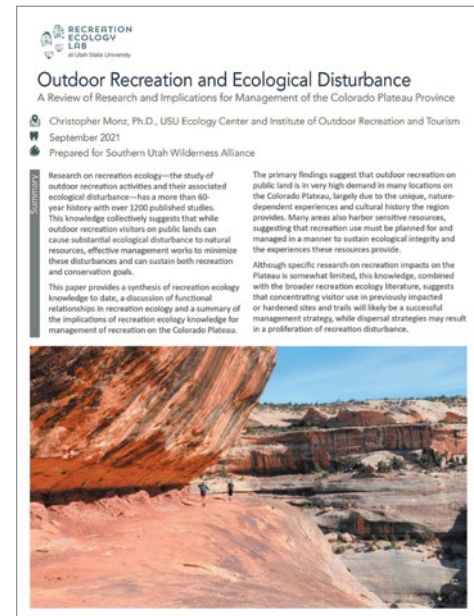 RECREATION
ECOLOGY
LAB
at Utah State University
Outdoor Recreation and Ecological Disturbance
A Review of Research and Implications for Management of the Colorado Plateau Province
Christopher Monz, Ph.D., USU Ecology Center and Institute of Outdoor Recreation and Tourism
September 2021
Prepared for Southern Utah Wilderness Alliance
Summary
Research on recreation ecology—the study of
outdoor recreation activities and their associated
ecological disturbance—has a more than 60-
year history with over 1200 published studies.
This knowledge collectively suggests that while
outdoor recreation visitors on public lands can
cause substantial ecological disturbance to natural
resources, effective management works to minimize
these disturbances and can sustain both recreation
and conservation goals.
This paper provides a synthesis of recreation ecology
knowledge to date, a discussion of functional
relationships in recreation ecology and a summary of
the implications of recreation ecology knowledge for
management of recreation on the Colorado Plateau.
The primary findings suggest that outdoor recreation on
public land is in very high demand in many locations on
the Colorado Plateau, largely due to the unique, nature-
dependent experiences and cultural history the region
provides. Many areas also harbor sensitive resources,
suggesting that recreation use must be planned for and
managed in a manner to sustain ecological integrity and
the experiences these resources provide.
Although specific research on recreation impacts on the
Plateau is somewhat limited, this knowledge, combined
with the broader recreation ecology literature, suggests
that concentrating visitor use in previously impacted
or hardened sites and trails will likely be a successful
management strategy, while dispersal strategies may result
in a proliferation of recreation disturbance.